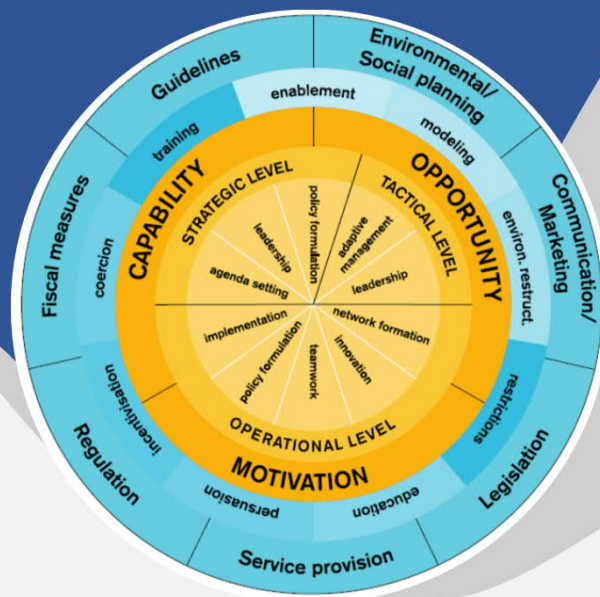 Guidelines
Environmental/
Social planning
Communication/
Marketing
Legislation
Service provision
Regulation
Fiscal measures
enablement
modeling
environ. restruct.
restrictions
education
persuasion
incentivisation
coercion
training
CAPABILITY
OPPORTUNITY
MOTIVATION
STRATEGIC LEVEL
TACTICAL LEVEL
OPERATIONAL LEVEL
policy formulation
adaptive
management
leadership
network formation
innovation
teamwork
policy formulation
implementation
agenda setting
leadership